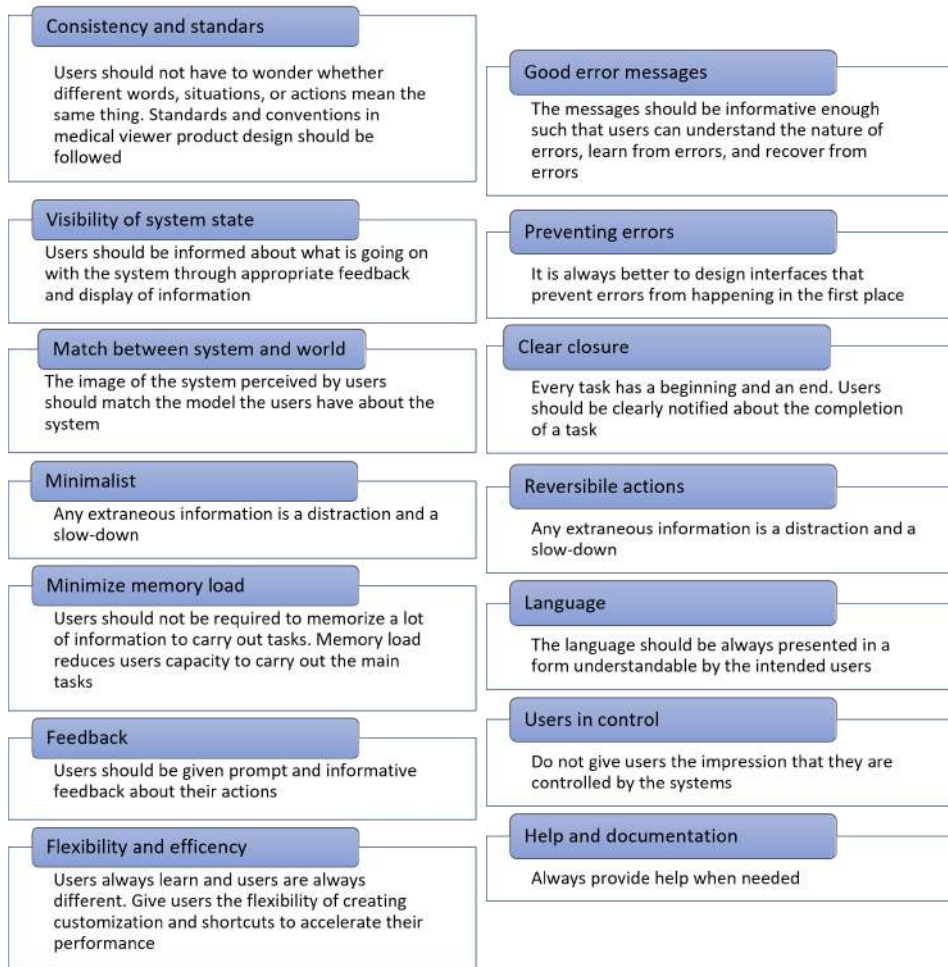 Consistency and standars
Users should not have to wonder whether
different words, situations, or actions mean the
same thing. Standards and conventions in
medical viewer product design should be
followed
Visibility of system state
Users should be informed about what is going on
with the system through appropriate feedback
and display of information
Match between system and world
The image of the system perceived by users
should match the model the users have about the
system
Minimalist
Any extraneous information is a distraction and a
slow-down
Minimize memory load
Users should not be required to memorize a lot
of information to carry out tasks. Memory load
reduces users capacity to carry out the main
tasks
Feedback
Users should be given prompt and informative
feedback about their actions
Flexibility and efficency
Users always learn and users are always
different. Give users the flexibility of creating
customization and shortcuts to accelerate their
performance
Good error messages
The messages should be informative enough
such that users can understand the nature of
errors, learn from errors, and recover from
errors
Preventing errors
It is always better to design interfaces that
prevent errors from happening in the first place
Clear closure
Every task has a beginning and an end. Users
should be clearly notified about the completion
of a task
Reversibile actions
Any extraneous information is a distraction and a
slow-down
Language
The language should be always presented in a
form understandable by the intended users
Users in control
Do not give users the impression that they are
controlled by the systems
Help and documentation
Always provide help when needed